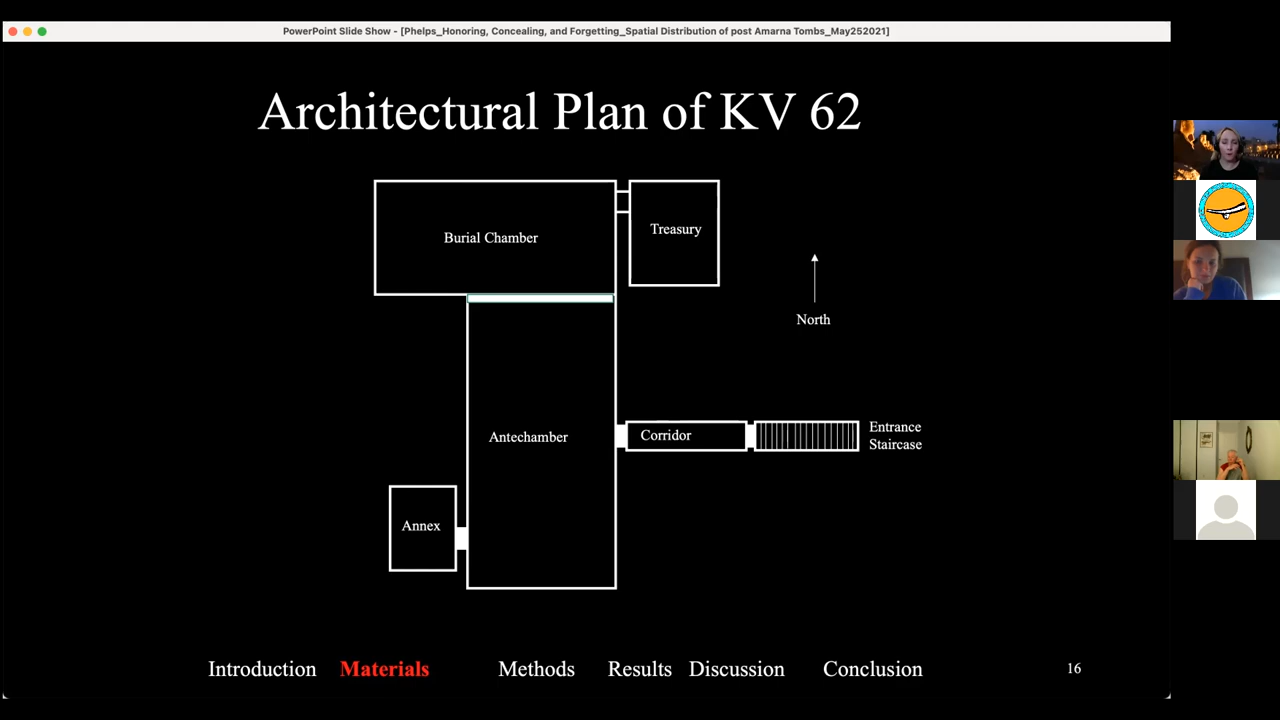 PowerPoint Slide Show - [Phelps_Honoring, Concealing, and Forgetting_Spatial Distribution of post Amarna Tombs_May252021]
Architectural Plan of KV 62
Burial Chamber
Treasury
North
Antechamber
Corridor
Entrance
Staircase
Annex
Introduction Materials Methods Results Discussion Conclusion 16